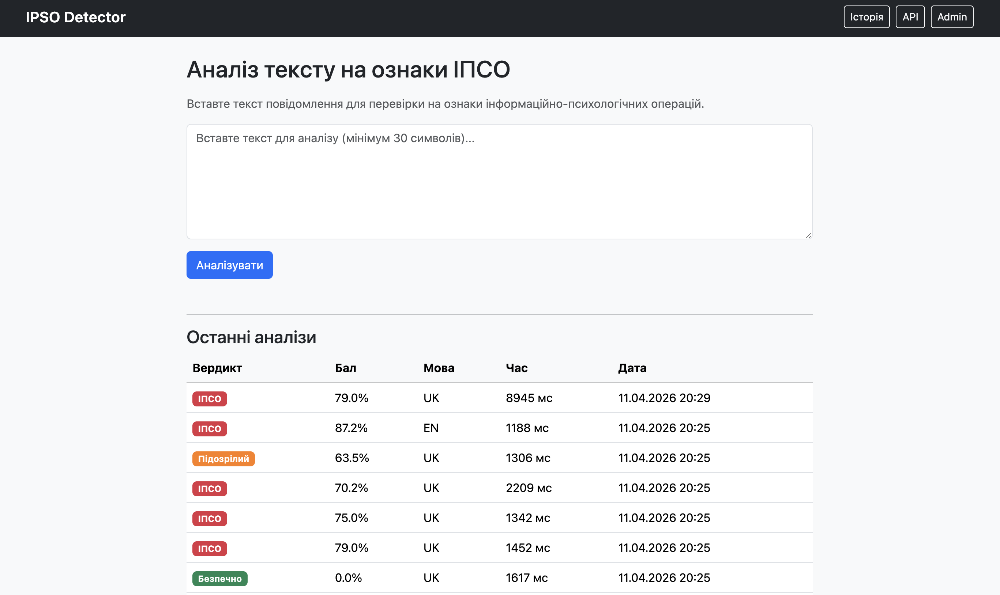 IPSO Detector
Історія
API
Admin
Аналіз тексту на ознаки ІПСО
Вставте текст повідомлення для перевірки на ознаки інформаційно-психологічних операцій.
Вставте текст для аналізу (мінімум 30 символів)...
Аналізувати
Останні аналізи
Вердикт Бал Мова Час Дата
ІПСО 79.0% UK 8945 мс 11.04.2026 20:29
ІПСО 87.2% EN 1188 мс 11.04.2026 20:25
Підозрілий 63.5% UK 1306 мс 11.04.2026 20:25
ІПСО 70.2% UK 2209 мс 11.04.2026 20:25
ІПСО 75.0% UK 1342 мс 11.04.2026 20:25
ІПСО 79.0% UK 1452 мс 11.04.2026 20:25
Безпечно 0.0% UK 1617 мс 11.04.2026 20:25